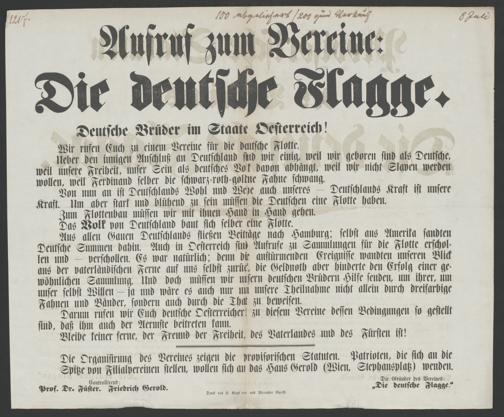 121/7.
100 abgeliefert / 200 zum Verkauf
8 Juli
Aufruf zum Vereine:
Die deutsche Flagge.
Deutsche Brüder im Staate Oesterreich!
Wir rufen Euch zu einem Vereine für die deutsche Flotte.
Ueber den innigen Anschluß an Deutschland sind wir einig, weil wir geboren sind als Deutsche,
weil unsere Freiheit, unser Sein als deutsches Volk davon abhängt, weil wir nicht Slaven werden
wollen, weil Ferdinand selber die schwarz-roth-goldne Fahne schwang.
Von nun an ist Deutschlands Wohl und Wehe auch unseres — Deutschlands Kraft ist unsere
Kraft. Um aber stark und blühend zu sein müssen die Deutschen eine Flotte haben.
Zum Flottenbau müssen wir mit ihnen Hand in Hand gehen.
Das Volk von Deutschland baut sich selber eine Flotte.
Aus allen Gauen Deutschlands fließen Beiträge nach Hamburg; selbst aus Amerika sandten
Deutsche Summen dahin. Auch in Oesterreich sind Aufrufe zu Sammlungen für die Flotte erschol-
len und — verschollen. Es war natürlich; denn die anstürmenden Ereignisse wandten unseren Blick
aus der vaterländischen Ferne auf uns selbst zurück, die Geldnoth aber hinderte den Erfolg einer ge-
wöhnlichen Sammlung. Und doch müssen wir unsern deutschen Brüdern Hilfe senden, um ihrer, um
unser selbst Willen — ja und wäre es auch nur um unsere Theilnahme nicht allein durch dreifarbige
Fahnen und Bänder, sondern auch durch die That zu beweisen.
Darum rufen wir Euch deutsche Oesterreicher! zu diesem Vereine dessen Bedingungen so gestellt
sind, daß ihm auch der Aermste beitreten kann.
Bleibe keiner ferne, der Freund der Freiheit, des Vaterlandes und des Fürsten ist!
Die Organisirung des Vereines zeigen die provisorischen Statuten. Patrioten, die sich an die
Spitze von Filialvereinen stellen, wollen sich an das Haus Gerold (Wien, Stephansplatz) wenden.
Controllirend:
Prof. Dr. Füster. Friedrich Gerold.
Die Gründer des Vereines:
„Die deutsche Flagge."